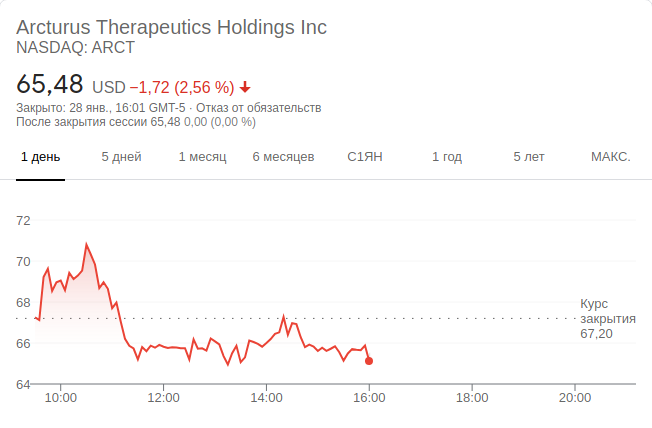 Arcturus Therapeutics Holdings Inc
NASDAQ: ARCT
65,48 USD −1,72 (2,56 %)
Закрыто: 28 янв., 16:01 GMT-5 · Отказ от обязательств
После закрытия сессии 65,48 0,00 (0,00 %)
1 день 5 дней 1 месяц 6 месяцев С1ЯН 1 год 5 лет МАКС.
72
70
68
Курс
закрытия
67,20
66
64
10:00 12:00 14:00 16:00 18:00 20:00